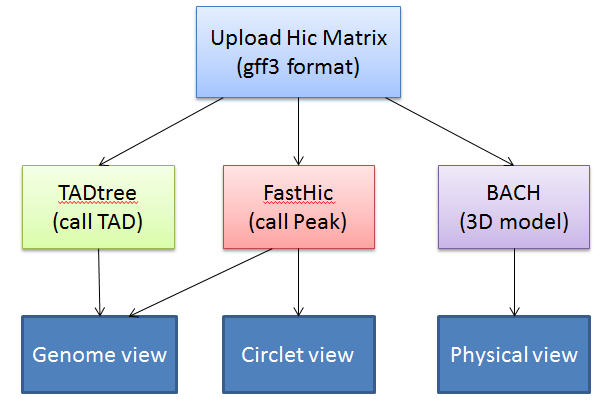 Upload Hic Matrix
(gff3 format)
TADtree
(call TAD)
FastHic
(call Peak)
BACH
(3D model)
Genome view
Circlet view
Physical view